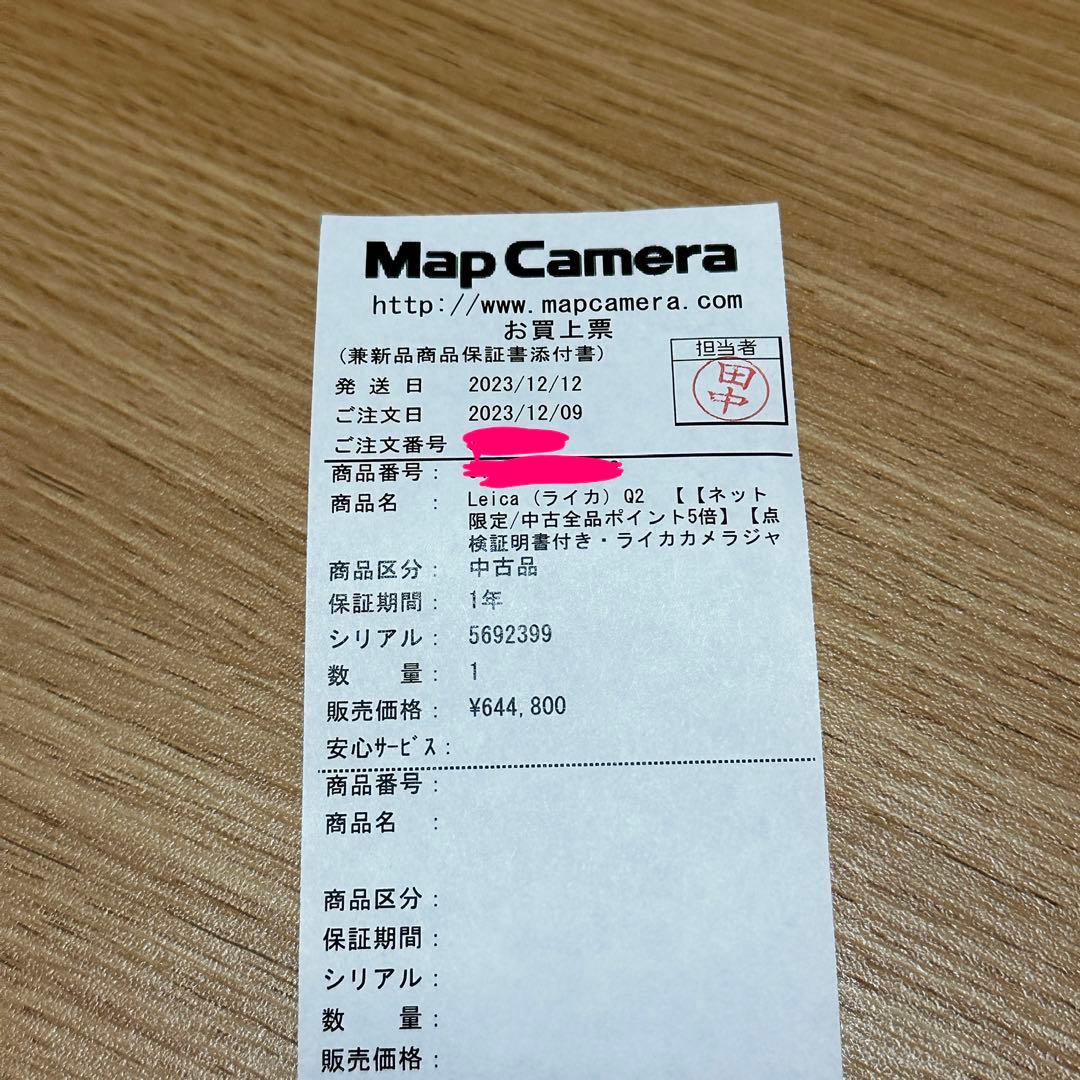 Map Camera
http://www.mapcamera.com
お買上票
(兼新品商品保証書添付書)
担当者
田中
発送日 2023/12/12
ご注文日 2023/12/09
ご注文番号
商品番号:
商品名 : Leica (ライカ) Q2 【【ネット
限定/中古全品ポイント5倍】【点
検証明書付き・ライカカメラジャ
商品区分: 中古品
保証期間: 1年
シリアル: 5692399
数 量: 1
販売価格: ¥644,800
安心ｻｰﾋﾞｽ:
商品番号:
商品名 :
商品区分:
保証期間:
シリアル:
数 量:
販売価格: